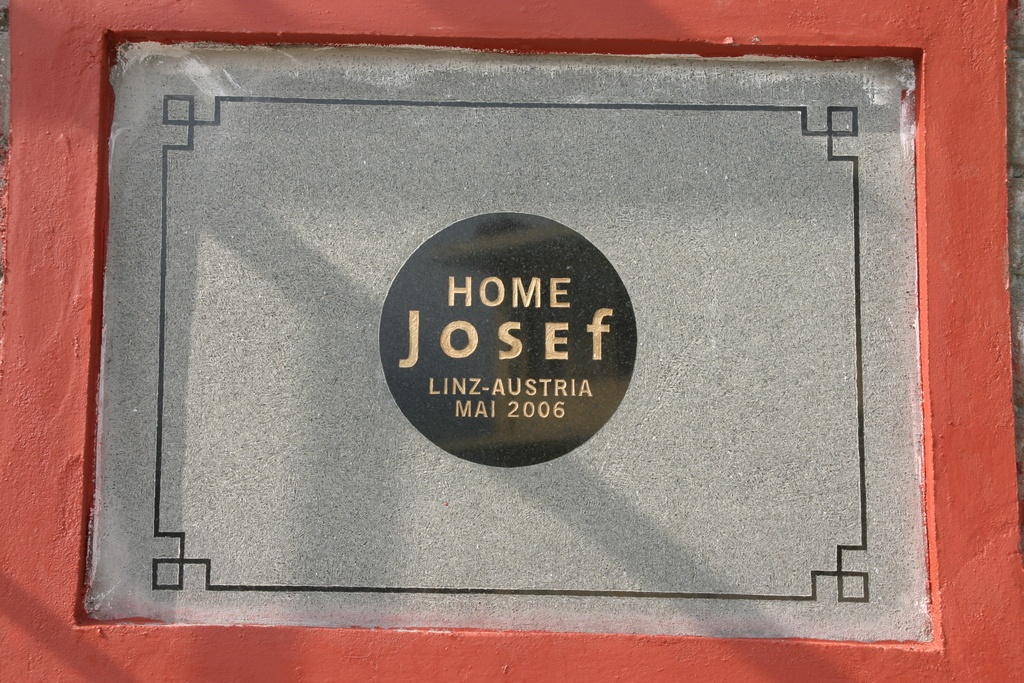 HOME
Josef
LINZ-AUSTRIA
MAI 2006